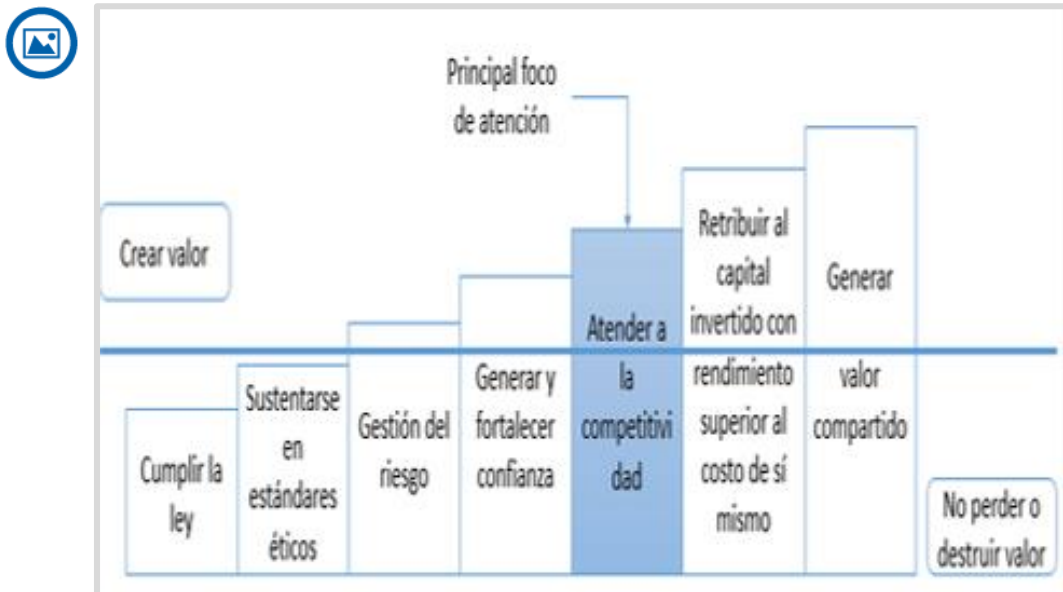 Principal foco
de atención
Crear valor
Cumplír la
ley
Sustentarse
en
estándares
éticos
Gestión del
riesgo
Generar y
fortalecer
confianza
Atender a
la
competitivi
dad
Retribuir al
capital
invertido con
rendimiento
superior al
costo de sí
mismo
Generar
valor
compartido
No perder o
destruir valor